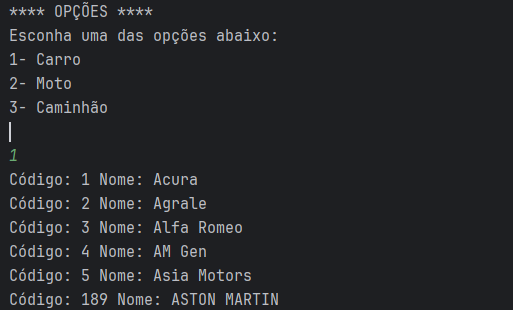 **** OPÇÕES ****
Esconha uma das opções abaixo:
1- Carro
2- Moto
3- Caminhão
1
Código: 1 Nome: Acura
Código: 2 Nome: Agrale
Código: 3 Nome: Alfa Romeo
Código: 4 Nome: AM Gen
Código: 5 Nome: Asia Motors
Código: 189 Nome: ASTON MARTIN